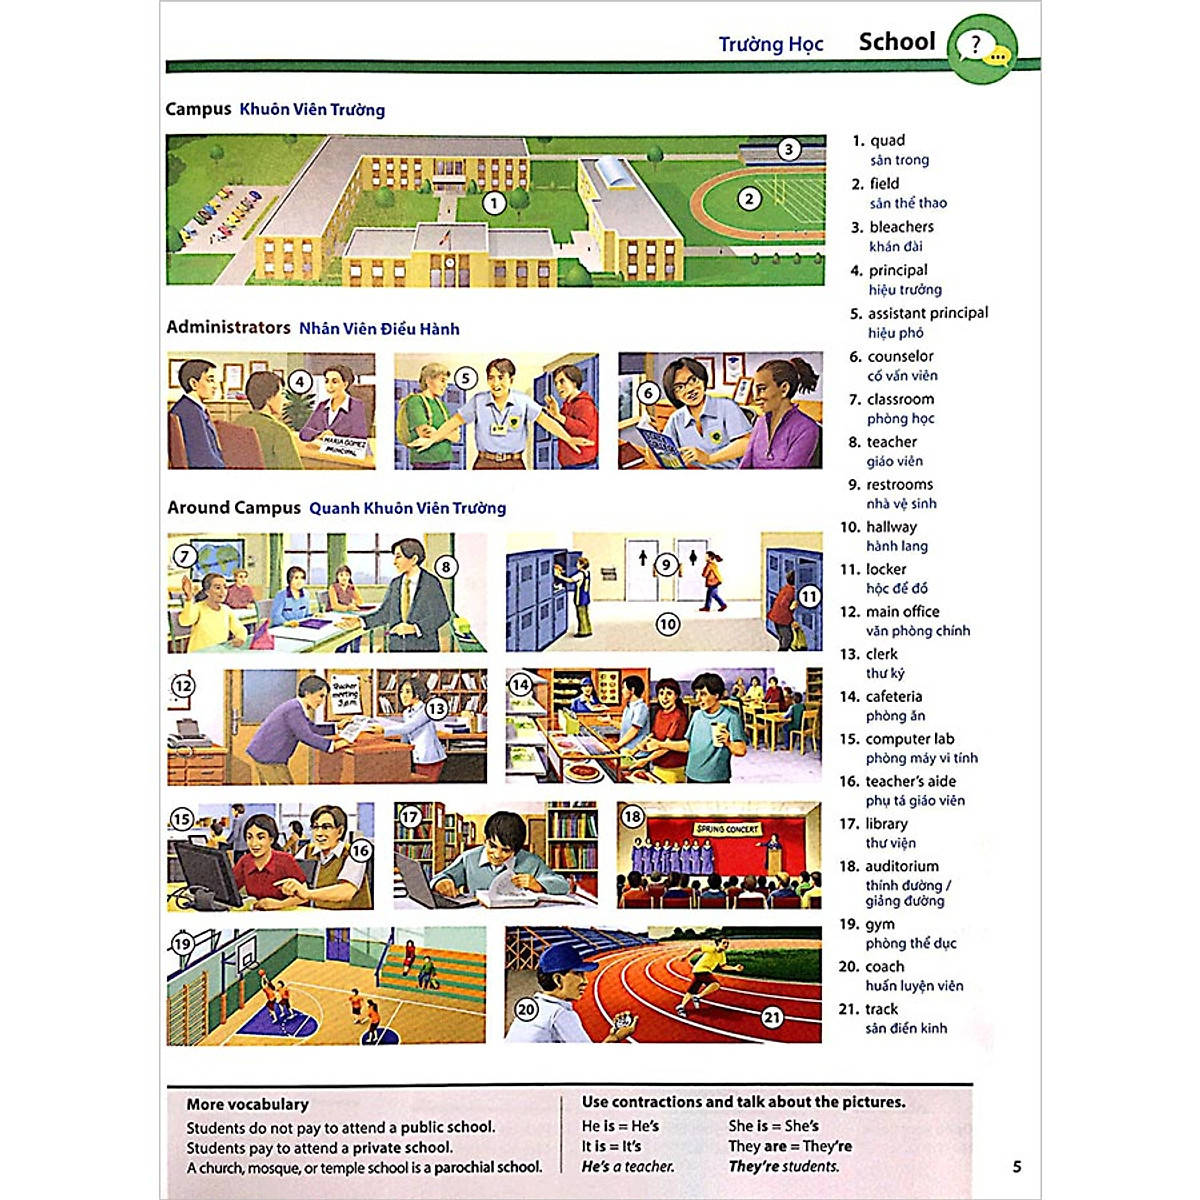 Trường Học School
?
Campus Khuôn Viên Trường
1
2
3
1. quad
sân trong
2. field
sân thể thao
3. bleachers
khán đài
4. principal
hiệu trưởng
5. assistant principal
hiệu phó
6. counselor
cố vấn viên
7. classroom
phòng học
8. teacher
giáo viên
9. restrooms
nhà vệ sinh
10. hallway
hành lang
11. locker
hộc để đồ
12. main office
văn phòng chính
13. clerk
thư ký
14. cafeteria
phòng ăn
15. computer lab
phòng máy vi tính
16. teacher's aide
phụ tá giáo viên
17. library
thư viện
18. auditorium
thính đường /
giảng đường
19. gym
phòng thể dục
20. coach
huấn luyện viên
21. track
sân điền kinh
Administrators Nhân Viên Điều Hành
4
MARIA GOMEZ
PRINCIPAL
5
6
Around Campus Quanh Khuôn Viên Trường
7
8
9
10
11
12
Teacher
meeting
3 p.m.
13
14
15
16
17
18
SPRING CONCERT
19
20
21
More vocabulary
Students do not pay to attend a public school.
Students pay to attend a private school.
A church, mosque, or temple school is a parochial school.
Use contractions and talk about the pictures.
He is = He's She is = She's
It is = It's They are = They're
He's a teacher. They're students.
5